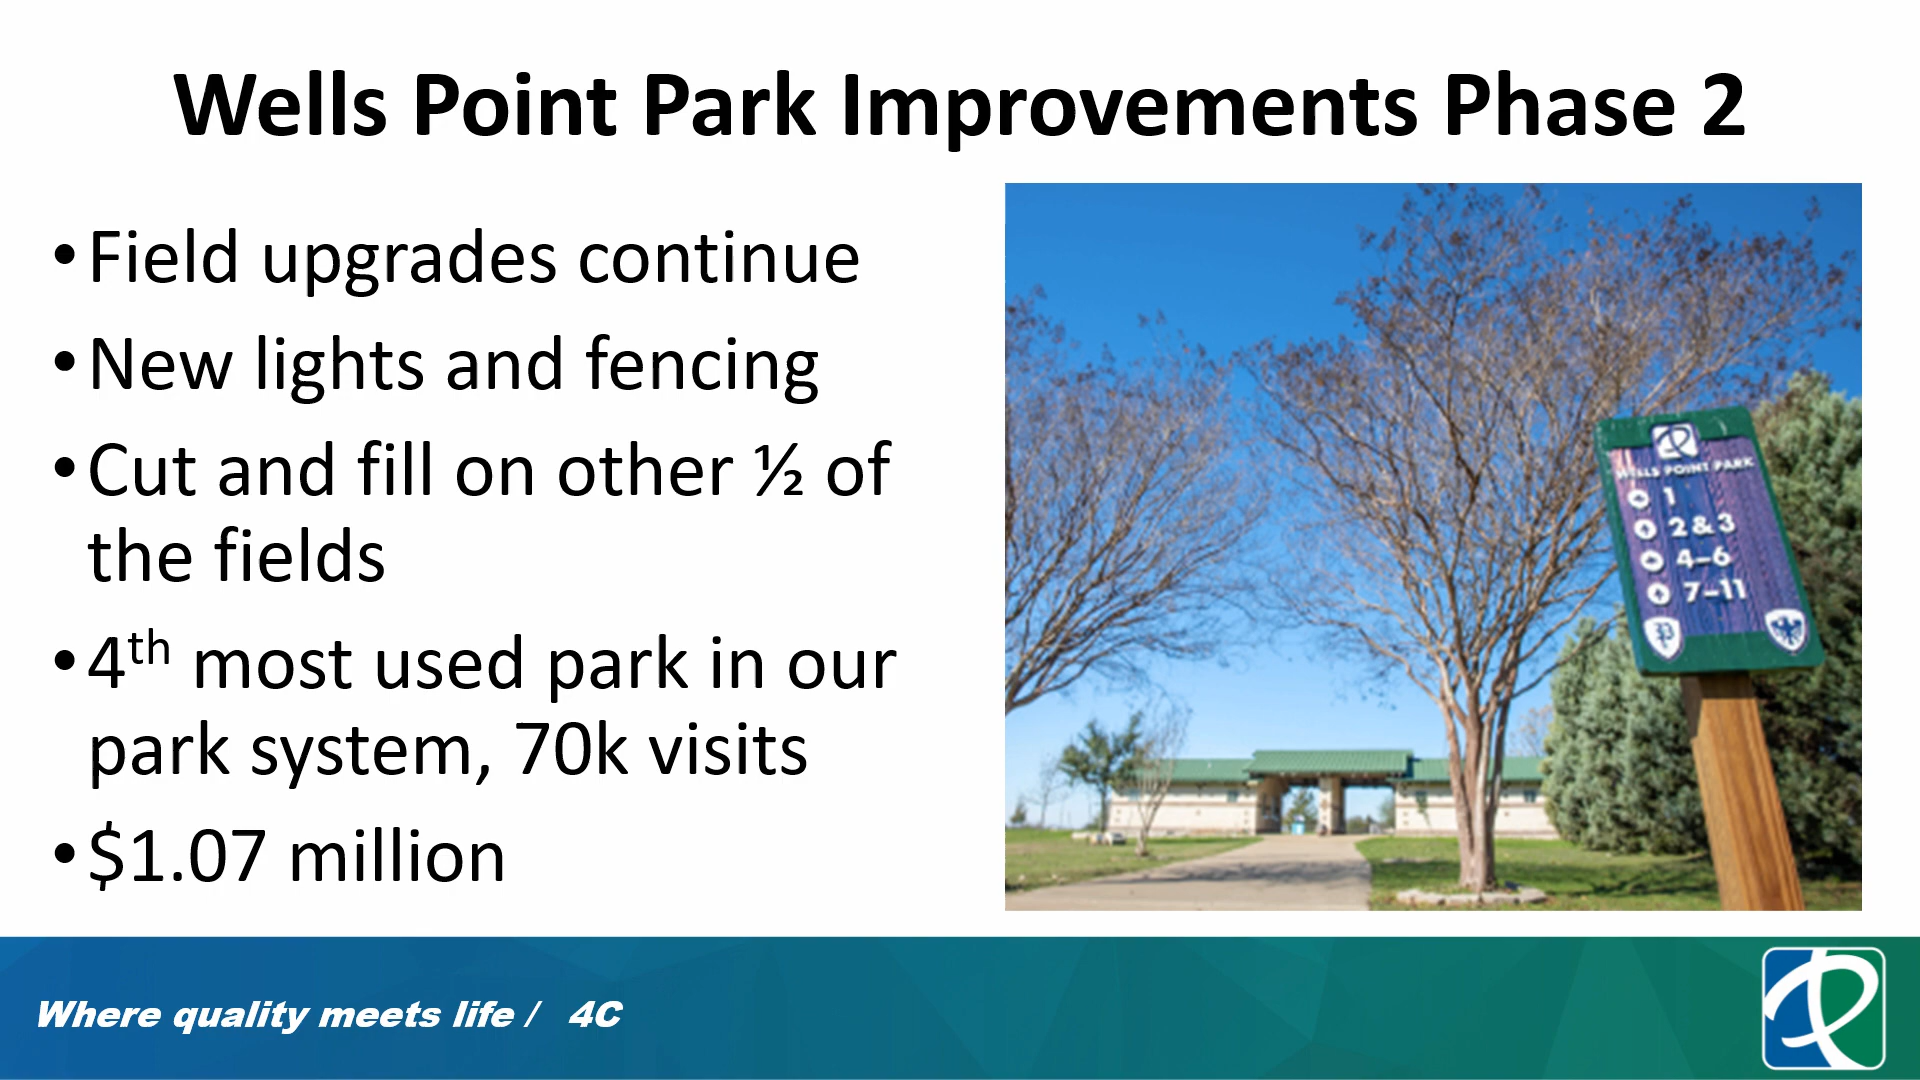 Wells Point Park Improvements Phase 2
•Field upgrades continue
•New lights and fencing
•Cut and fill on other ½ of
the fields
•4th most used park in our
park system, 70k visits
•$1.07 million
WELLS POINT PARK
1
2 & 3
4–6
7–11
P
Where quality meets life / 4C